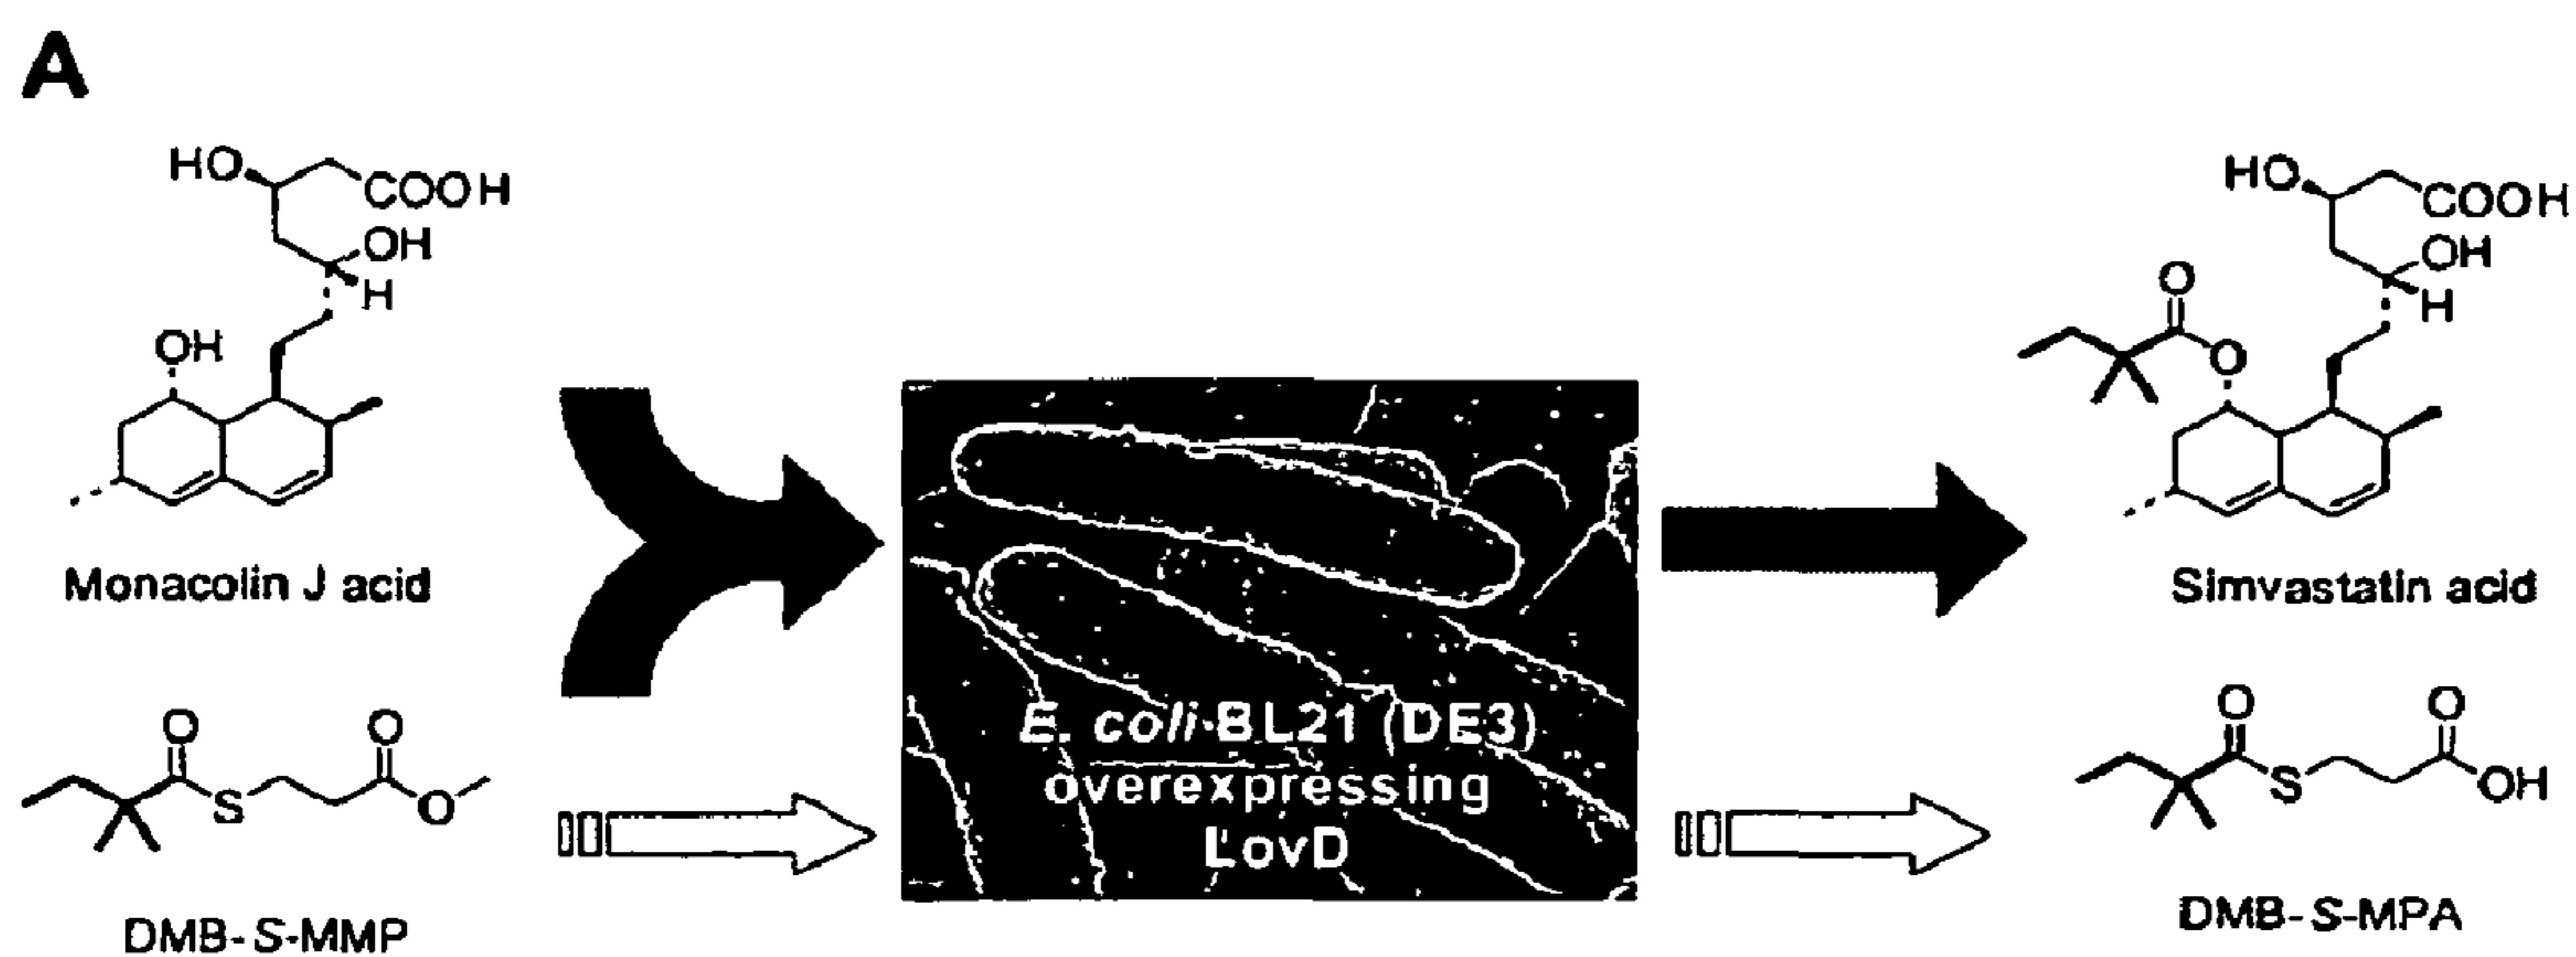 A
HO
COOH
OH
H
OH
Monacolin J acid
O
O
S
O
DMB-S-MMP
E. coli-BL21 (DE3)
overexpressing
LovD
HO
COOH
OH
H
O
O
Simvastatin acid
O
O
S
OH
DMB-S-MPA